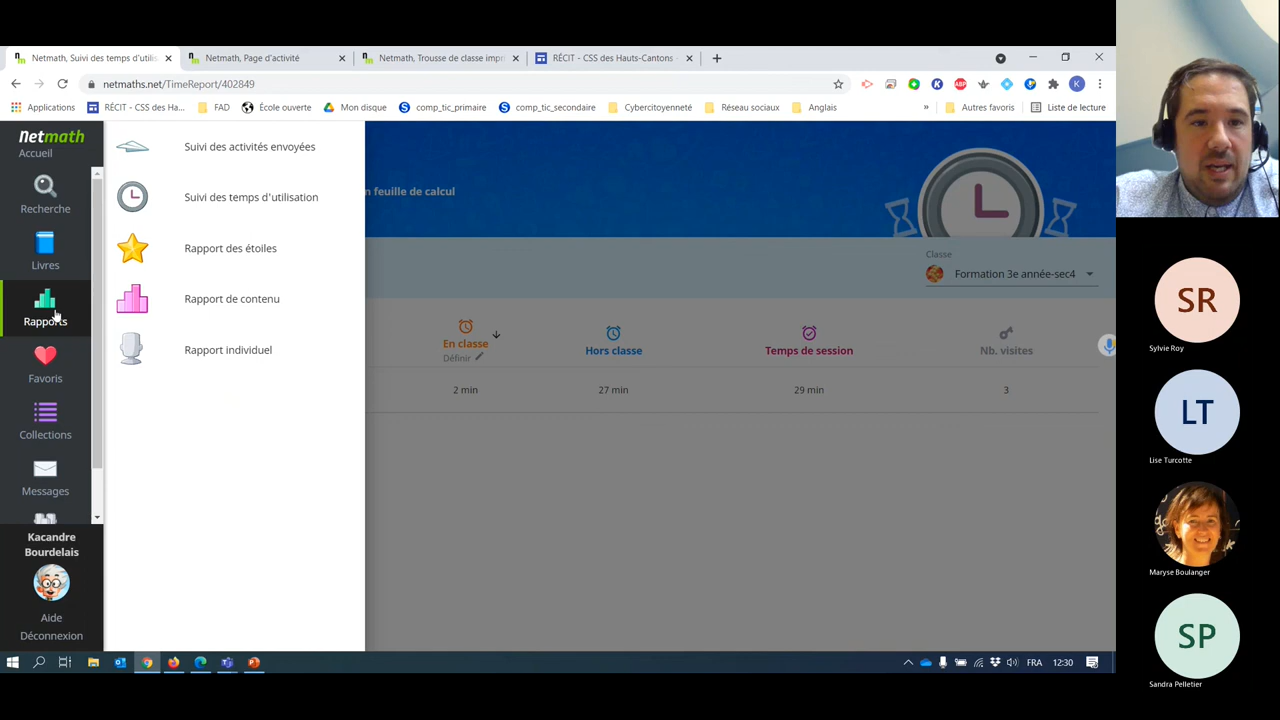 Netmath, Suivi des temps d'utilis
Netmath, Page d'activité
Netmath, Trousse de classe impr
RÉCIT - CSS des Hauts-Cantons -
netmaths.net/TimeReport/402849
Applications
RÉCIT - CSS des Ha...
FAD
École ouverte
Mon disque
comp_tic_primaire
comp_tic_secondaire
Cybercitoyenneté
Réseau sociaux
Anglais
»
Autres favoris
Liste de lecture
netmath
Accueil
Recherche
Livres
Rapports
Favoris
Collections
Messages
Kacandre
Bourdelais
Aide
Déconnexion
Suivi des activités envoyées
Suivi des temps d'utilisation
Rapport des étoiles
Rapport de contenu
Rapport individuel
n feuille de calcul
Classe
Formation 3e année-sec4
En classe
Définir
Hors classe
Temps de session
Nb. visites
2 min
27 min
29 min
3
FRA
12:30
SR
Sylvie Roy
LT
Lise Turcotte
Maryse Boulanger
SP
Sandra Pelletier